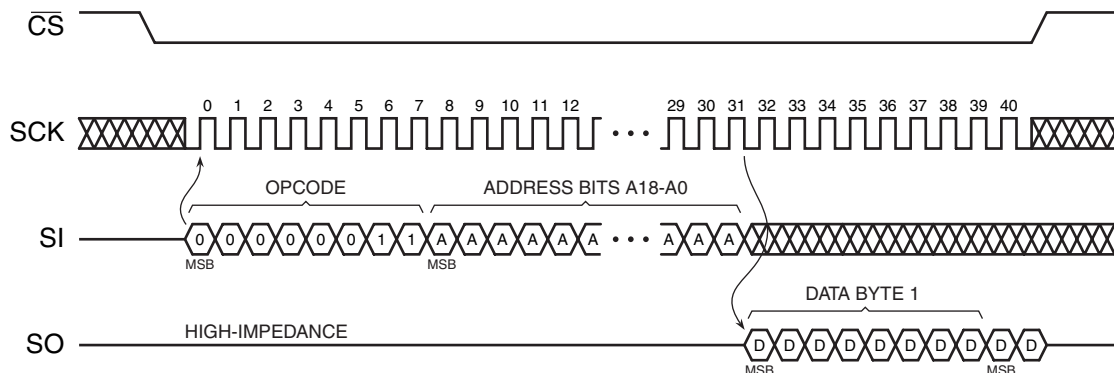 CS
0 1 2 3 4 5 6 7 8 9 10 11 12 29 30 31 32 33 34 35 36 37 38 39 40
SCK
OPCODE ADDRESS BITS A18-A0
SI 0 0 0 0 0 0 1 1 A A A A A A A A A
MSB MSB
DATA BYTE 1
HIGH-IMPEDANCE
SO D D D D D D D D D D
MSB MSB